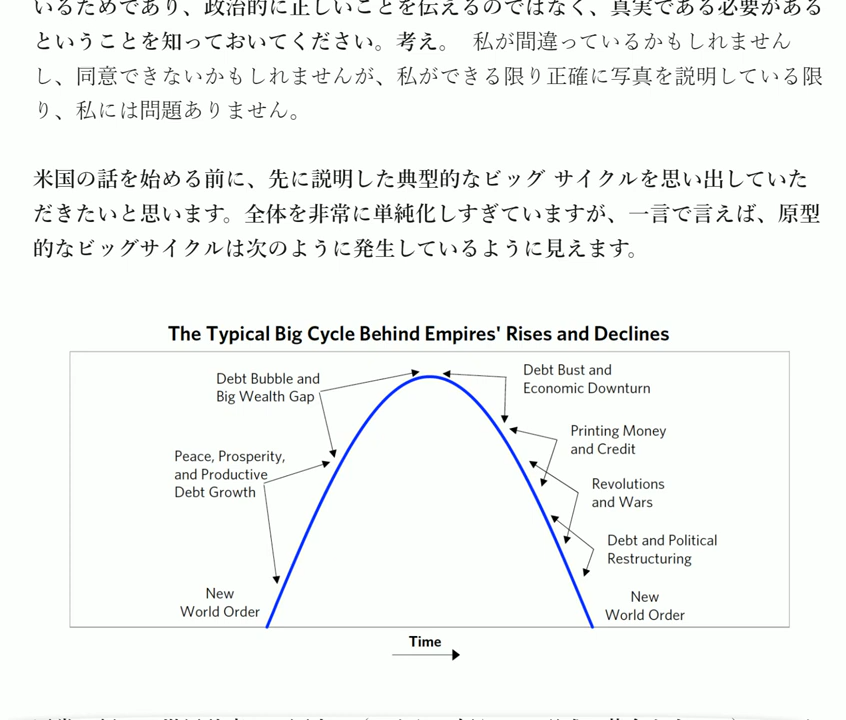 いるためであり、政治的に正しいことを伝えるのではなく、真実である必要がある
ということを知っておいてください。考え。 私が間違っているかもしれません
し、同意できないかもしれませんが、私ができる限り正確に写真を説明している限
り、私には問題ありません。
米国の話を始める前に、先に説明した典型的なビッグ サイクルを思い出していた
だきたいと思います。全体を非常に単純化しすぎていますが、一言で言えば、原型
的なビッグサイクルは次のように発生しているように見えます。
The Typical Big Cycle Behind Empires' Rises and Declines
Debt Bubble and
Big Wealth Gap
Debt Bust and
Economic Downturn
Printing Money
and Credit
Peace, Prosperity,
and Productive
Debt Growth
Revolutions
and Wars
Debt and Political
Restructuring
New
World Order
New
World Order
Time